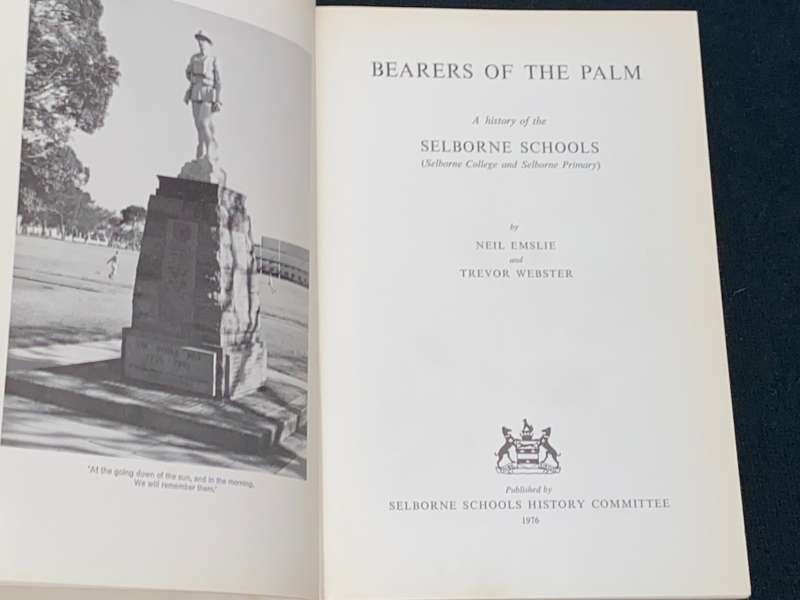 "At the going down of the sun, and in the morning,
We will remember them."
BEARERS OF THE PALM
A history of the
SELBORNE SCHOOLS
(Selborne College and Selborne Primary)
by
NEIL EMSLIE
and
TREVOR WEBSTER
Published by
SELBORNE SCHOOLS HISTORY COMMITTEE
1976